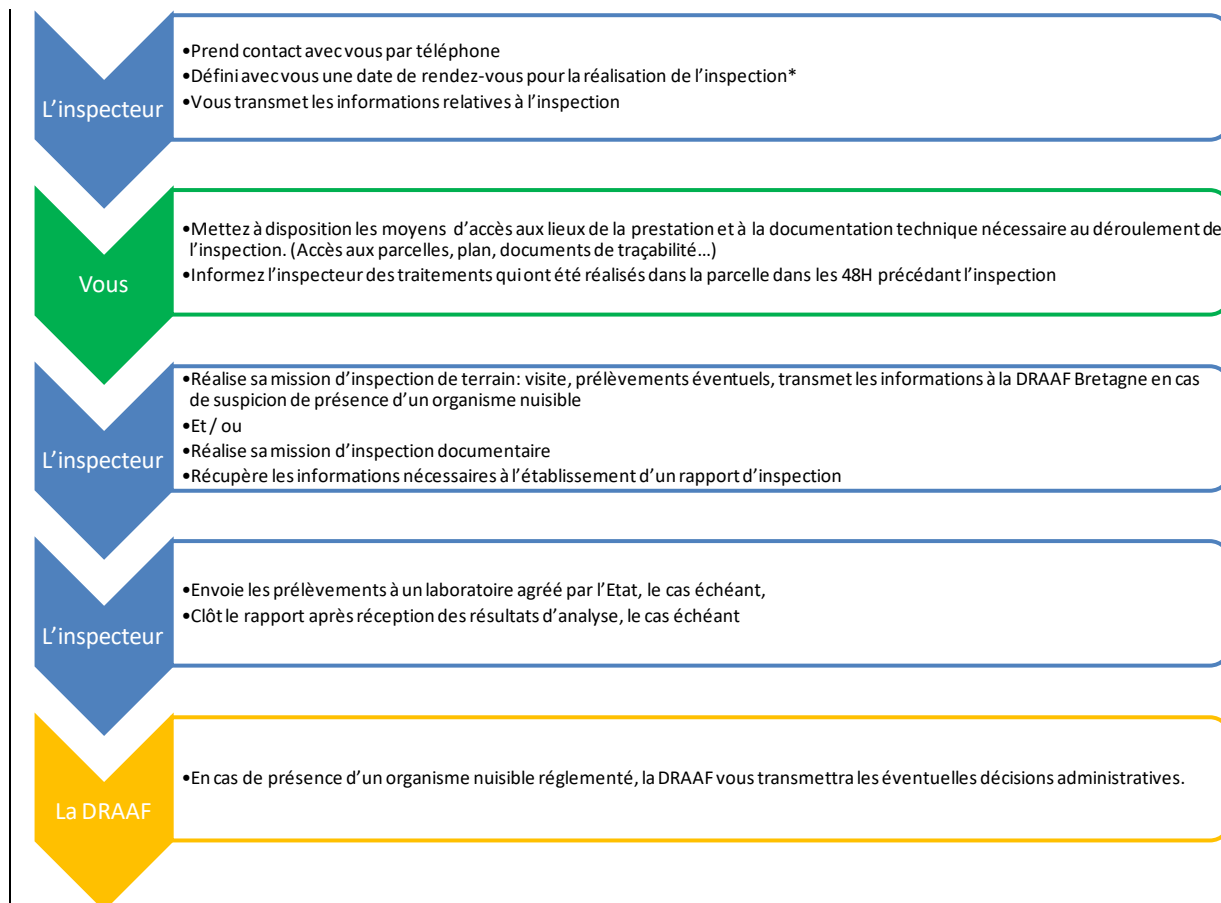 L'inspecteur
•Prend contact avec vous par téléphone
•Défini avec vous une date de rendez-vous pour la réalisation de l'inspection*
•Vous transmet les informations relatives à l'inspection
Vous
•Mettez à disposition les moyens d'accès aux lieux de la prestation et à la documentation technique nécessaire au déroulement de
l'inspection. (Accès aux parcelles, plan, documents de traçabilité…)
•Informez l'inspecteur des traitements qui ont été réalisés dans la parcelle dans les 48H précédant l'inspection
L'inspecteur
•Réalise sa mission d'inspection de terrain: visite, prélèvements éventuels, transmet les informations à la DRAAF Bretagne en cas
de suspicion de présence d'un organisme nuisible
•Et / ou
•Réalise sa mission d'inspection documentaire
•Récupère les informations nécessaires à l'établissement d'un rapport d'inspection
L'inspecteur
•Envoie les prélèvements à un laboratoire agréé par l'Etat, le cas échéant,
•Clôt le rapport après réception des résultats d'analyse, le cas échéant
La DRAAF
•En cas de présence d'un organisme nuisible réglementé, la DRAAF vous transmettra les éventuelles décisions administratives.